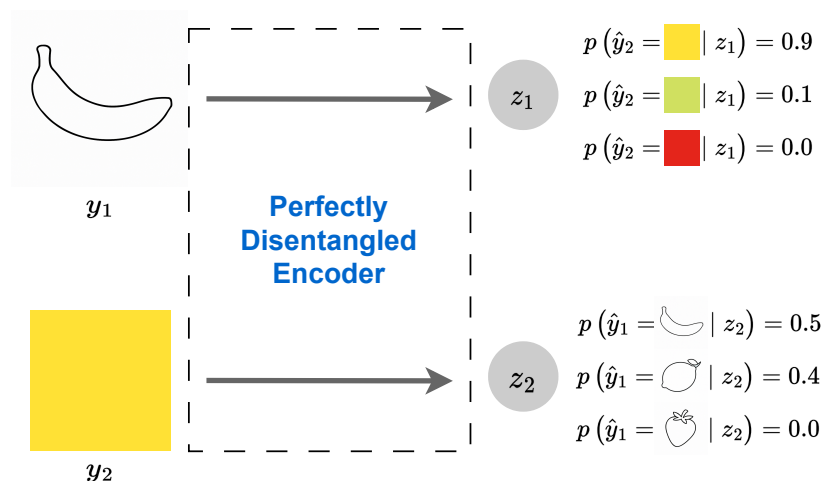 p (ŷ₂ = | z₁) = 0.9
p (ŷ₂ = | z₁) = 0.1
p (ŷ₂ = | z₁) = 0.0
z₁
y₁
Perfectly
Disentangled
Encoder
p (ŷ₁ = | z₂) = 0.5
p (ŷ₁ = | z₂) = 0.4
p (ŷ₁ = | z₂) = 0.0
z₂
y₂